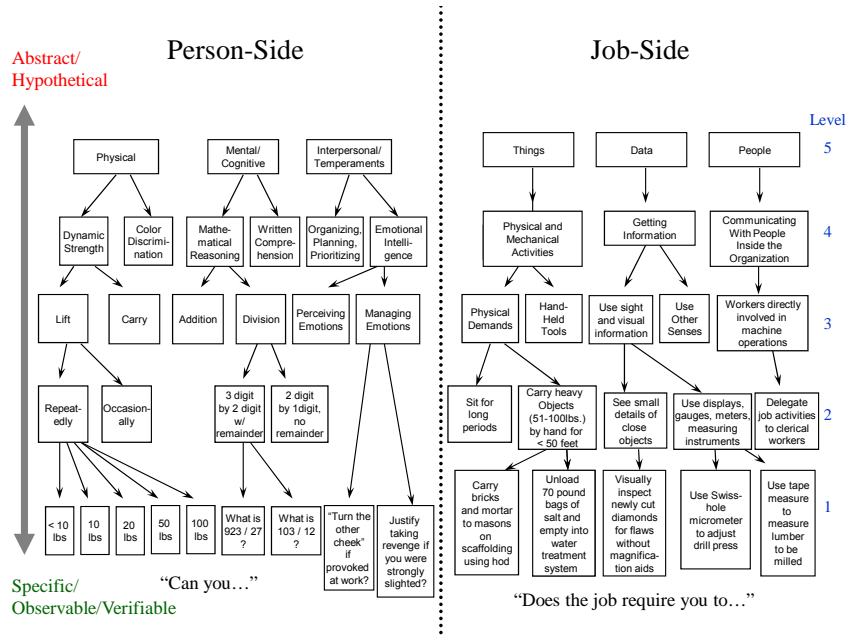 Person-Side
Job-Side
Abstract/
Hypothetical
Level
5
4
3
2
1
Physical
Mental/
Cognitive
Interpersonal/
Temperaments
Things
Data
People
Dynamic
Strength
Color
Discrimi-
nation
Mathe-
matical
Reasoning
Written
Compre-
hension
Organizing,
Planning,
Prioritizing
Emotional
Intelli-
gence
Physical and
Mechanical
Activities
Getting
Information
Communicating
With People
Inside the
Organization
Lift
Carry
Addition
Division
Perceiving
Emotions
Managing
Emotions
Physical
Demands
Hand-
Held
Tools
Use sight
and visual
information
Use
Other
Senses
Workers directly
involved in
machine
operations
Repeat-
edly
Occasion-
ally
3 digit
by 2 digit
w/
remainder
2 digit
by 1digit,
no
remainder
Sit for
long
periods
Carry heavy
Objects
(51-100lbs.)
by hand for
< 50 feet
See small
details of
close
objects
Use displays,
gauges, meters,
measuring
instruments
Delegate
job activities
to clerical
workers
< 10
lbs
10
lbs
20
lbs
50
lbs
100
lbs
What is
923 / 27
?
What is
103 / 12
?
“Turn the
other
cheek”
if
provoked
at work?
Justify
taking
revenge if
you were
strongly
slighted?
Carry
bricks
and mortar
to masons
on
scaffolding
using hod
Unload
70 pound
bags of
salt and
empty into
water
treatment
system
Visually
inspect
newly cut
diamonds
for flaws
without
magnifica-
tion aids
Use Swiss-
hole
micrometer
to adjust
drill press
Use tape
measure
to
measure
lumber
to be
milled
Specific/
Observable/Verifiable
“Can you…”
“Does the job require you to…”